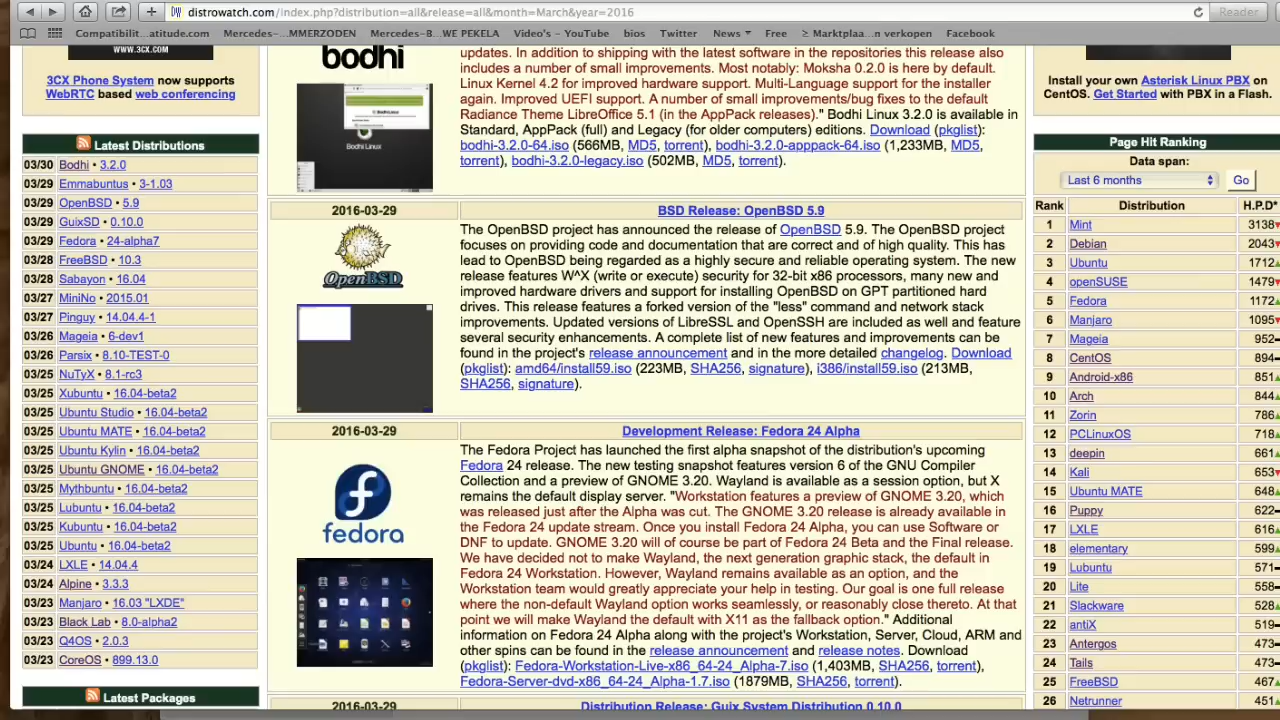 distrowatch.com/index.php?distribution=all&release=all&month=March&year=2016
Reader
Compatibilit...atitude.com Mercedes-...MMERZODEN Mercedes-B...WE PEKELA Video's – YouTube bios Twitter News Free > Marktplaa...n verkopen Facebook
WWW.3CX.COM
3CX Phone System now supports
WebRTC based web conferencing
Latest Distributions
03/30 Bodhi • 3.2.0
03/29 Emmabuntus • 3-1.03
03/29 OpenBSD • 5.9
03/29 GuixSD • 0.10.0
03/29 Fedora • 24-alpha7
03/28 FreeBSD • 10.3
03/28 Sabayon • 16.04
03/27 MiniNo • 2015.01
03/27 Pinguy • 14.04.4-1
03/26 Mageia • 6-dev1
03/26 Parsix • 8.10-TEST-0
03/25 NuTyX • 8.1-rc3
03/25 Xubuntu • 16.04-beta2
03/25 Ubuntu Studio • 16.04-beta2
03/25 Ubuntu MATE • 16.04-beta2
03/25 Ubuntu Kylin • 16.04-beta2
03/25 Ubuntu GNOME • 16.04-beta2
03/25 Mythbuntu • 16.04-beta2
03/25 Lubuntu • 16.04-beta2
03/25 Kubuntu • 16.04-beta2
03/25 Ubuntu • 16.04-beta2
03/24 LXLE • 14.04.4
03/24 Alpine • 3.3.3
03/24 Manjaro • 16.03 "LXDE"
03/23 Black Lab • 8.0-alpha2
03/23 Q4OS • 2.0.3
03/23 CoreOS • 899.13.0
Latest Packages
bodhi
Bodhi Linux
updates. In addition to shipping with the latest software in the repositories this release also
includes a number of small improvements. Most notably: Moksha 0.2.0 is here by default.
Linux Kernel 4.2 for improved hardware support. Multi-Language support for the installer
again. Improved UEFI support. A number of small improvements/bug fixes to the default
Radiance Theme LibreOffice 5.1 (in the AppPack releases)." Bodhi Linux 3.2.0 is available in
Standard, AppPack (full) and Legacy (for older computers) editions. Download (pkglist):
bodhi-3.2.0-64.iso (566MB, MD5, torrent), bodhi-3.2.0-apppack-64.iso (1,233MB, MD5,
torrent), bodhi-3.2.0-legacy.iso (502MB, MD5, torrent).
2016-03-29 BSD Release: OpenBSD 5.9
OpenBSD
The OpenBSD project has announced the release of OpenBSD 5.9. The OpenBSD project
focuses on providing code and documentation that are correct and of high quality. This has
lead to OpenBSD being regarded as a highly secure and reliable operating system. The new
release features W^X (write or execute) security for 32-bit x86 processors, many new and
improved hardware drivers and support for installing OpenBSD on GPT partitioned hard
drives. This release features a forked version of the "less" command and network stack
improvements. Updated versions of LibreSSL and OpenSSH are included as well and feature
several security enhancements. A complete list of new features and improvements can be
found in the project's release announcement and in the more detailed changelog. Download
(pkglist): amd64/install59.iso (223MB, SHA256, signature), i386/install59.iso (213MB,
SHA256, signature).
2016-03-29 Development Release: Fedora 24 Alpha
fedora
The Fedora Project has launched the first alpha snapshot of the distribution's upcoming
Fedora 24 release. The new testing snapshot features version 6 of the GNU Compiler
Collection and a preview of GNOME 3.20. Wayland is available as a session option, but X
remains the default display server. "Workstation features a preview of GNOME 3.20, which
was released just after the Alpha was cut. The GNOME 3.20 release is already available in
the Fedora 24 update stream. Once you install Fedora 24 Alpha, you can use Software or
DNF to update. GNOME 3.20 will of course be part of Fedora 24 Beta and the Final release.
We have decided not to make Wayland, the next generation graphic stack, the default in
Fedora 24 Workstation. However, Wayland remains available as an option, and the
Workstation team would greatly appreciate your help in testing. Our goal is one full release
where the non-default Wayland option works seamlessly, or reasonably close thereto. At that
point we will make Wayland the default with X11 as the fallback option." Additional
information on Fedora 24 Alpha along with the project's Workstation, Server, Cloud, ARM and
other spins can be found in the release announcement and release notes. Download
(pkglist): Fedora-Workstation-Live-x86_64-24_Alpha-7.iso (1,403MB, SHA256, torrent),
Fedora-Server-dvd-x86_64-24_Alpha-1.7.iso (1879MB, SHA256, torrent).
2016-03-29 Distribution Release: Guix System Distribution 0.10.0
Install your own Asterisk Linux PBX on
CentOS. Get Started with PBX in a Flash.
Page Hit Ranking
Data span:
Last 6 months Go
Rank Distribution H.P.D*
1 Mint 3138
2 Debian 2043
3 Ubuntu 1712
4 openSUSE 1479
5 Fedora 1172
6 Manjaro 1095
7 Mageia 952
8 CentOS 894
9 Android-x86 851
10 Arch 844
11 Zorin 786
12 PCLinuxOS 718
13 deepin 661
14 Kali 653
15 Ubuntu MATE 648
16 Puppy 622
17 LXLE 613
18 elementary 599
19 Lubuntu 571
20 Lite 558
21 Slackware 528
22 antiX 519
23 Antergos 473
24 Tails 473
25 FreeBSD 467
26 Netrunner 451